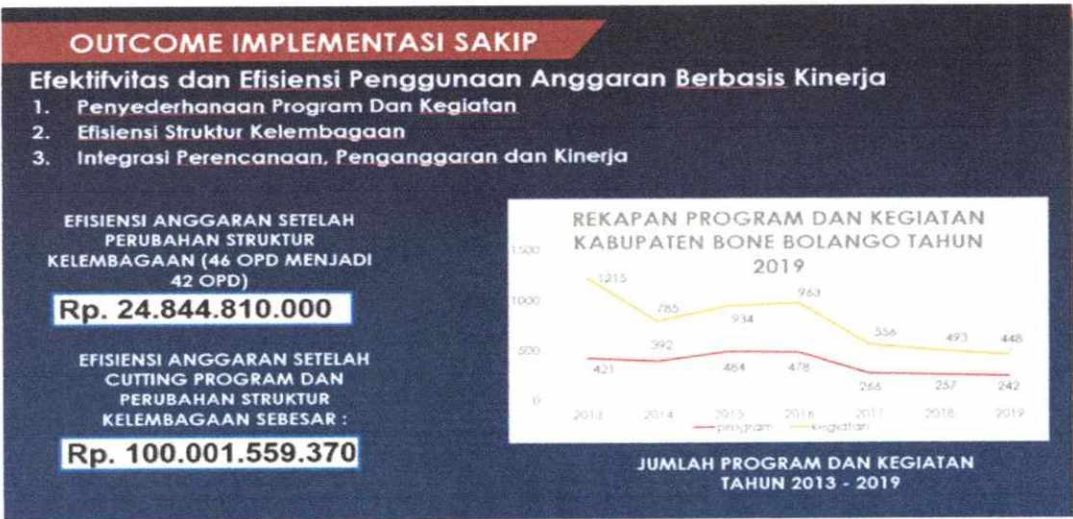 OUTCOME IMPLEMENTASI SAKIP
Efektifvitas dan Efisiensi Penggunaan Anggaran Berbasis Kinerja
1. Penyederhanaan Program Dan Kegiatan
2. Efisiensi Struktur Kelembagaan
3. Integrasi Perencanaan, Penganggaran dan Kinerja
EFISIENSI ANGGARAN SETELAH
PERUBAHAN STRUKTUR
KELEMBAGAAN (46 OPD MENJADI
42 OPD)
Rp. 24.844.810.000
EFISIENSI ANGGARAN SETELAH
CUTTING PROGRAM DAN
PERUBAHAN STRUKTUR
KELEMBAGAAN SEBESAR :
Rp. 100.001.559.370
REKAPAN PROGRAM DAN KEGIATAN
KABUPATEN BONE BOLANGO TAHUN
2019
1500
1000
500
0
1215
785
934
963
556
493
448
421
392
484
478
266
257
242
2013 2014 2015 2016 2017 2018 2019
program kegiatan
JUMLAH PROGRAM DAN KEGIATAN
TAHUN 2013 - 2019